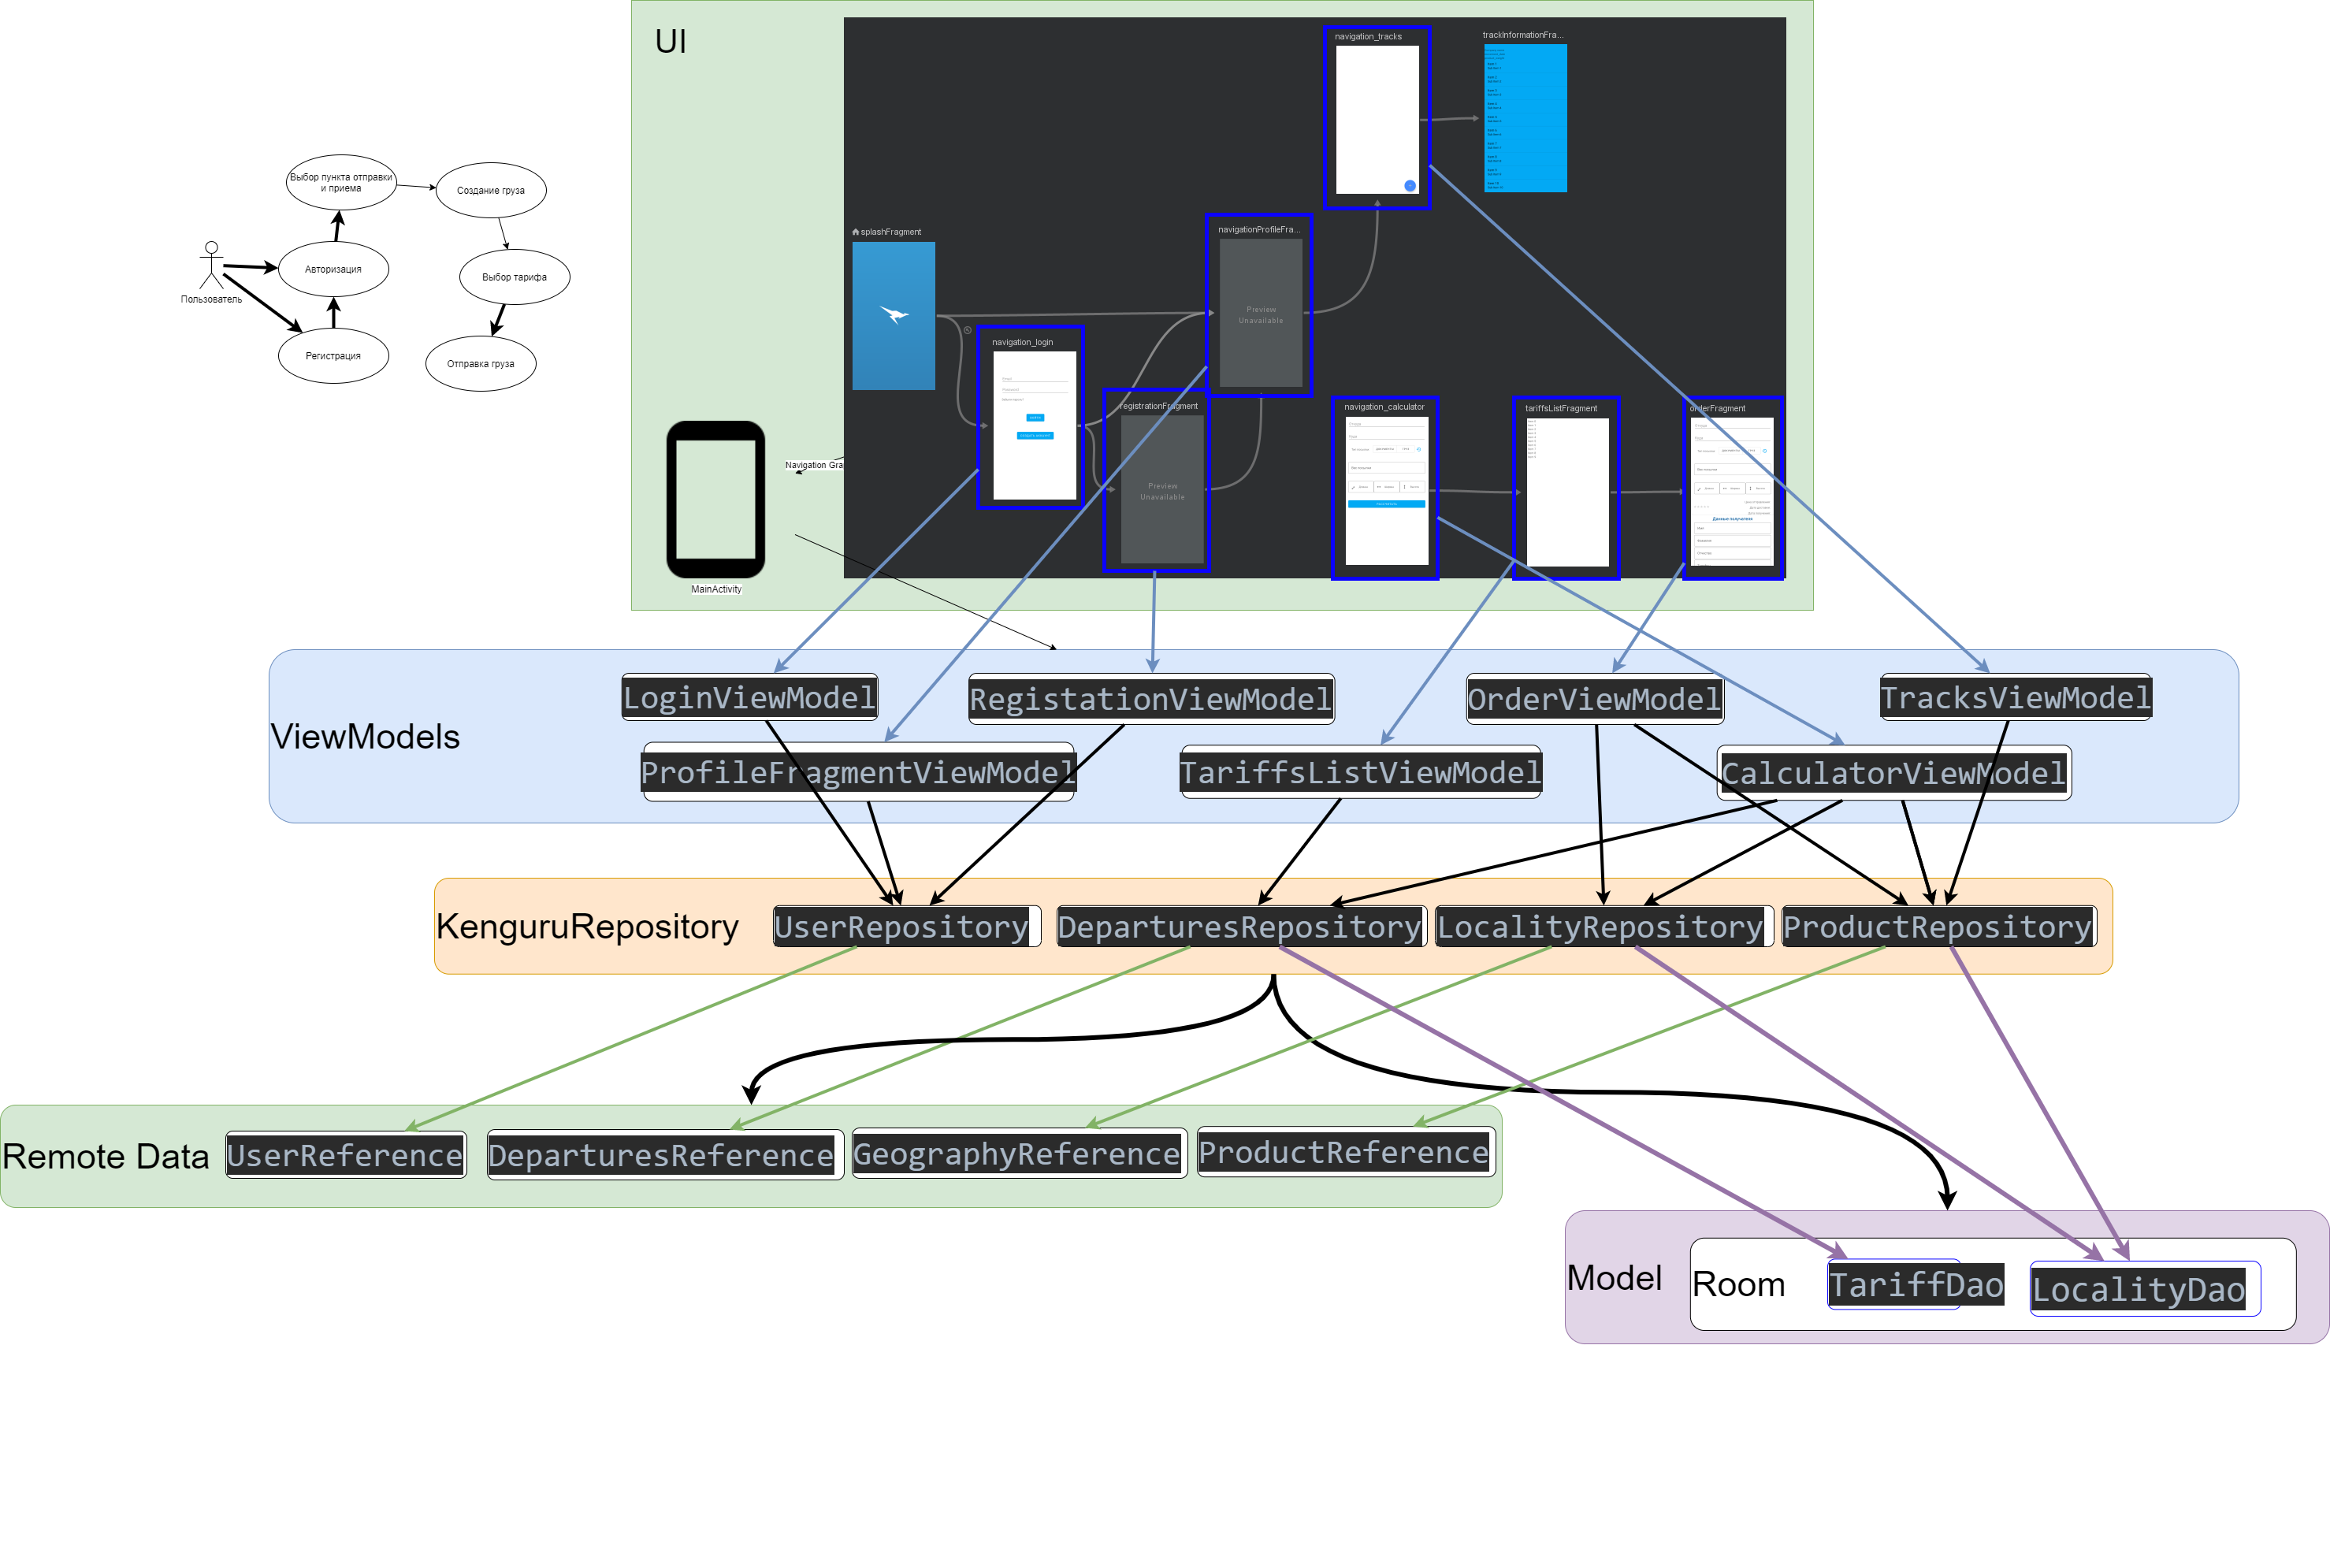 UI
navigation_tracks
trackInformationFra...
Выбор пункта отправки
и приема
Создание груза
Пользователь
Авторизация
Выбор тарифа
Регистрация
Отправка груза
splashFragment
navigationProfileFra...
Preview
Unavailable
navigation_login
registrationFragment
Preview
Unavailable
navigation_calculator
tariffsListFragment
orderFragment
Данные получателя
Navigation Gra
MainActivity
ViewModels
LoginViewModel
RegistationViewModel
OrderViewModel
TracksViewModel
ProfileFragmentViewModel
TariffsListViewModel
CalculatorViewModel
KenguruRepository
UserRepository
DeparturesRepository
LocalityRepository
ProductRepository
Remote Data
UserReference
DeparturesReference
GeographyReference
ProductReference
Model
Room
TariffDao
LocalityDao